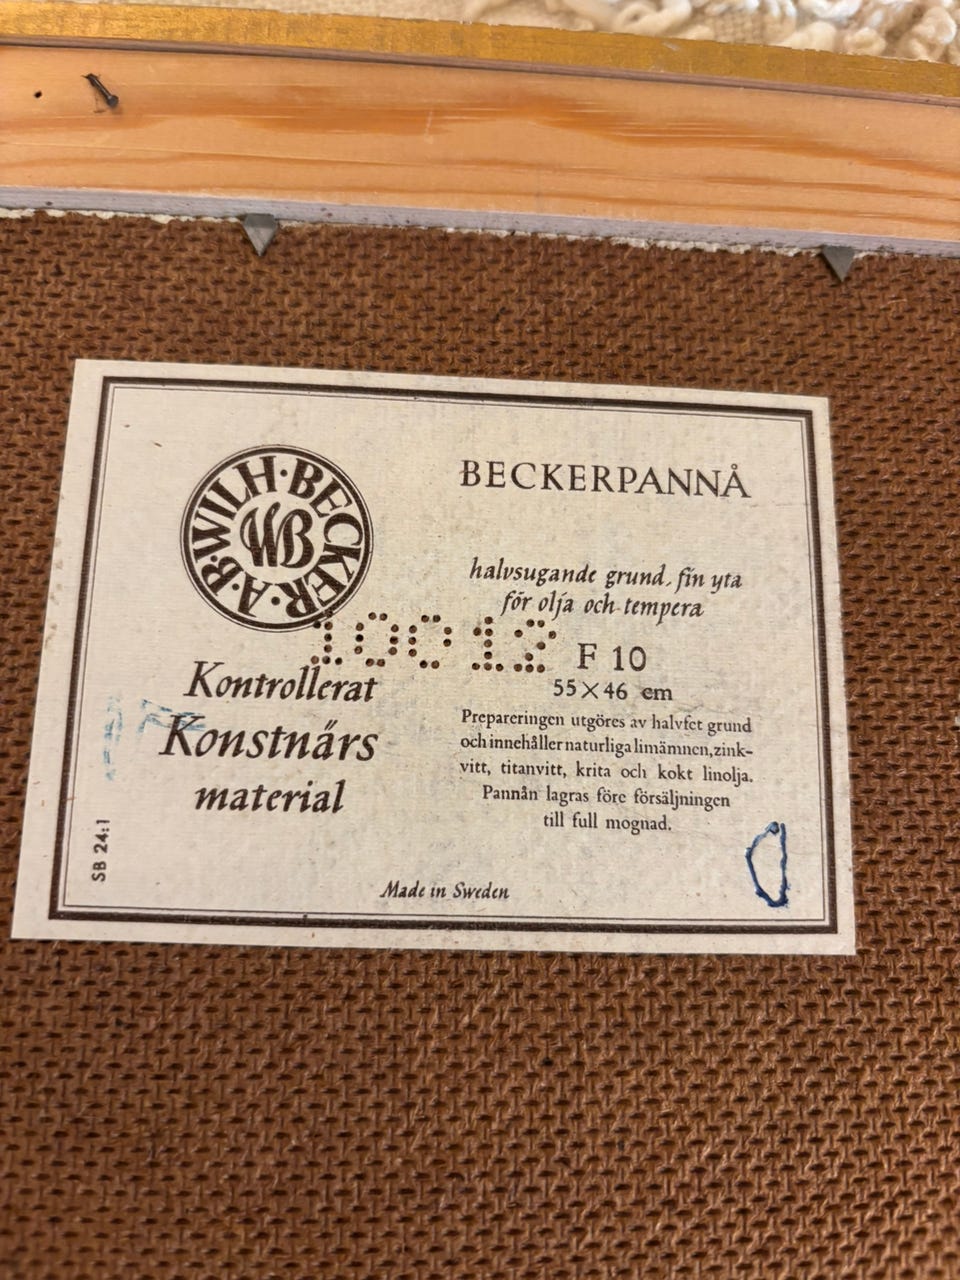 A·B·WILH·BECKER·
WB
BECKERPANNÅ
halvsugande grund, fin yta
för olja och tempera
10012
F 10
55×46 cm
Kontrollerat
Konstnärs
material
Prepareringen utgöres av halvfet grund
och innehåller naturliga limämnen, zink-
vitt, titanvitt, krita och kokt linolja.
Pannån lagras före försäljningen
till full mognad.
SB 24:1
Made in Sweden